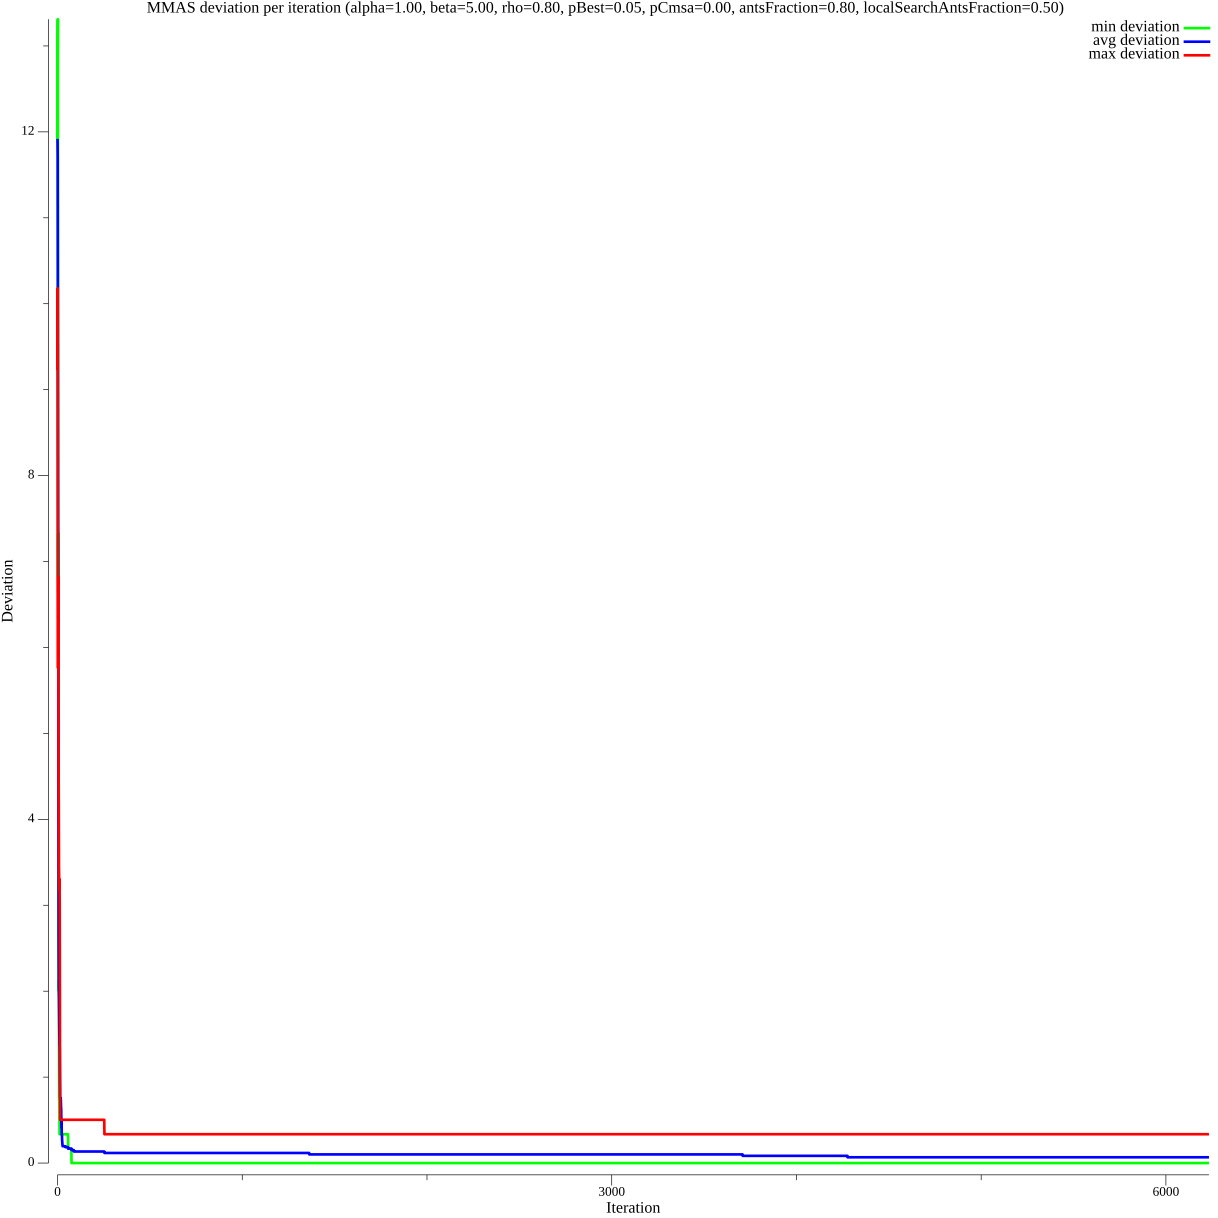 MMAS deviation per iteration (alpha=1.00, beta=5.00, rho=0.80, pBest=0.05, pCmsa=0.00, antsFraction=0.80, localSearchAntsFraction=0.50)
min deviation
avg deviation
max deviation
12
8
4
0
Deviation
0 3000 6000
Iteration